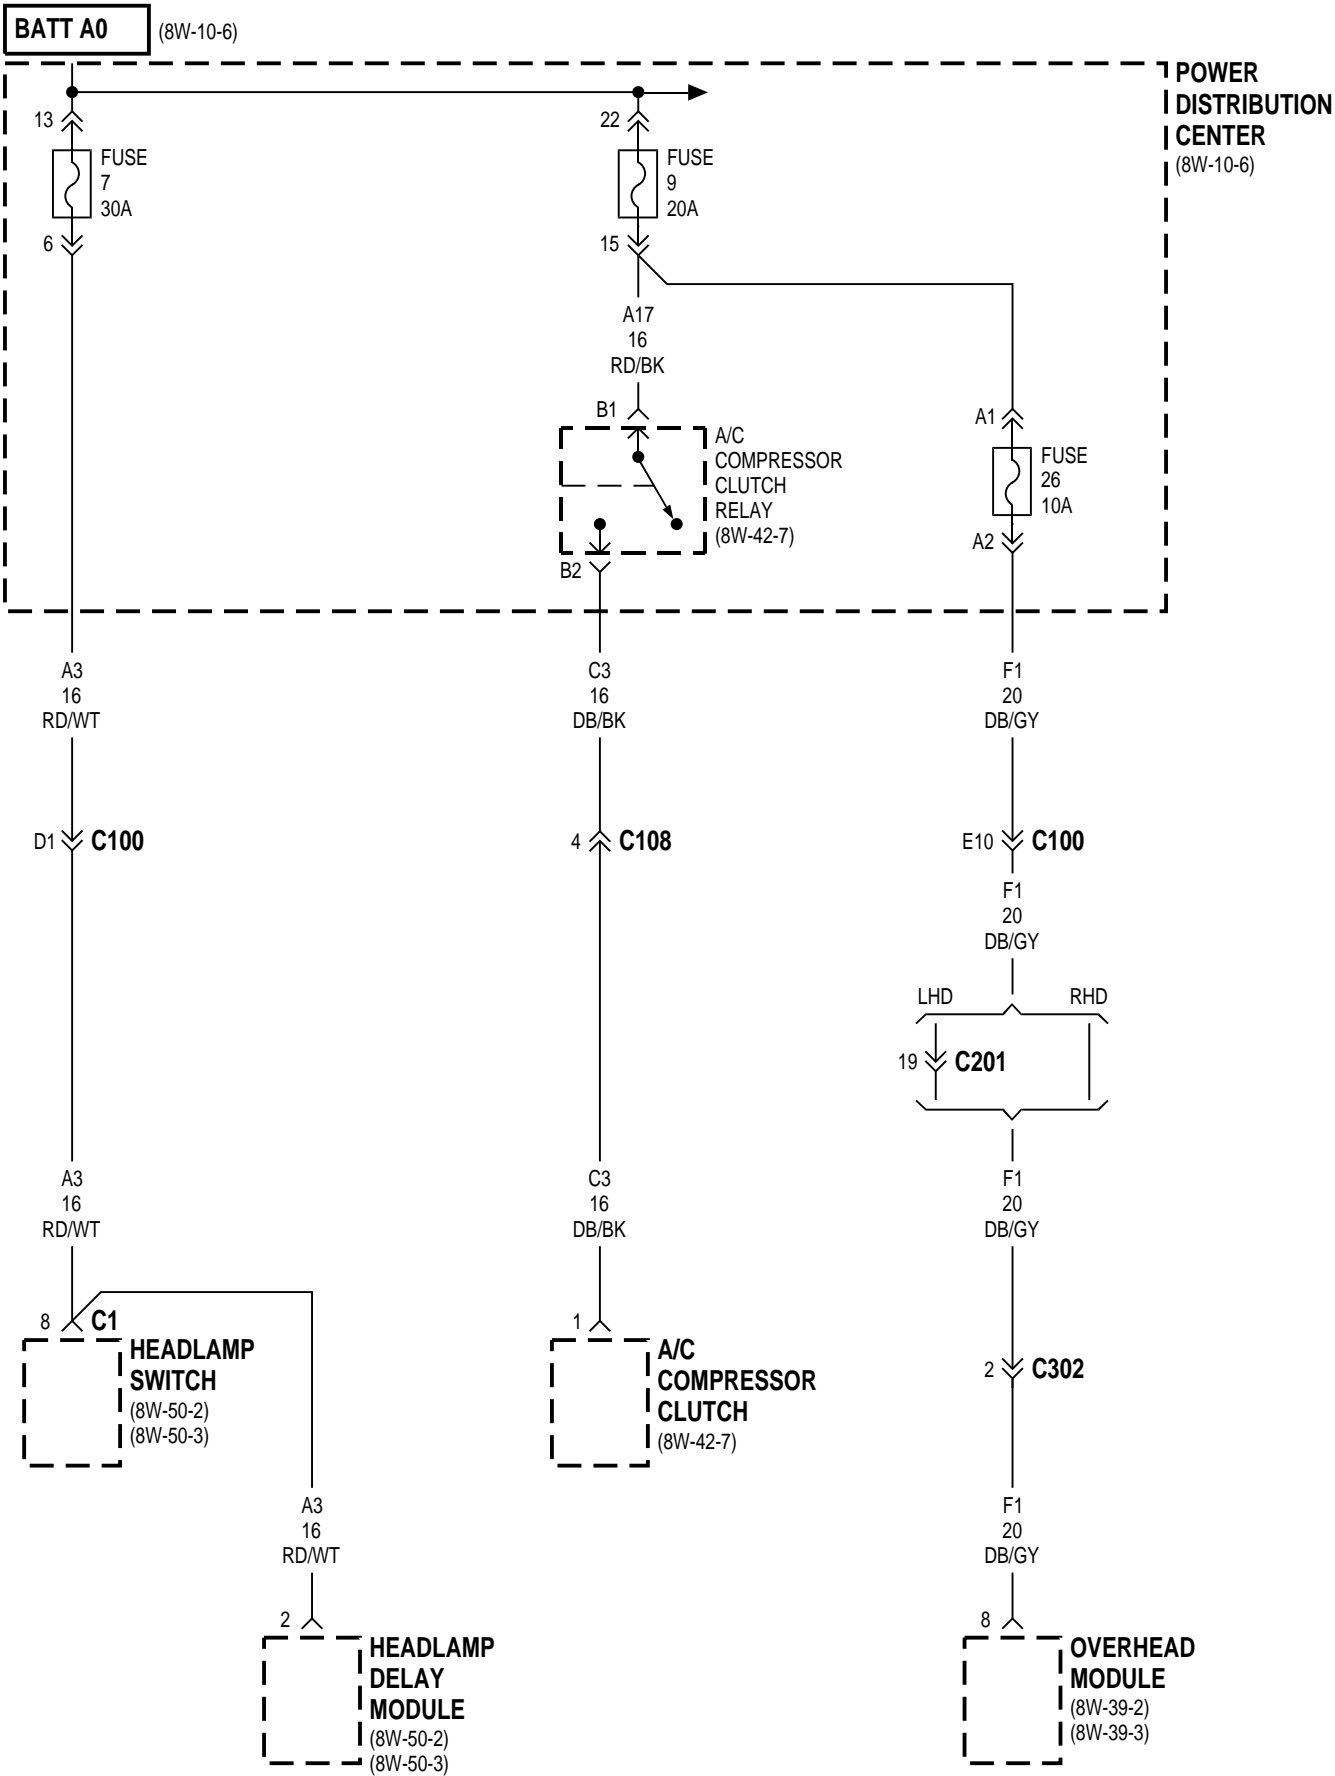 BATT A0
(8W-10-6)
POWER
DISTRIBUTION
CENTER
(8W-10-6)
13
FUSE
7
30A
6
22
FUSE
9
20A
15
A17
16
RD/BK
B1
A/C
COMPRESSOR
CLUTCH
RELAY
(8W-42-7)
B2
A1
FUSE
26
10A
A2
A3
16
RD/WT
C3
16
DB/BK
F1
20
DB/GY
D1
C100
4
C108
E10
C100
F1
20
DB/GY
LHD
RHD
19
C201
A3
16
RD/WT
C3
16
DB/BK
F1
20
DB/GY
8
C1
HEADLAMP
SWITCH
(8W-50-2)
(8W-50-3)
1
A/C
COMPRESSOR
CLUTCH
(8W-42-7)
2
C302
A3
16
RD/WT
F1
20
DB/GY
2
HEADLAMP
DELAY
MODULE
(8W-50-2)
(8W-50-3)
8
OVERHEAD
MODULE
(8W-39-2)
(8W-39-3)